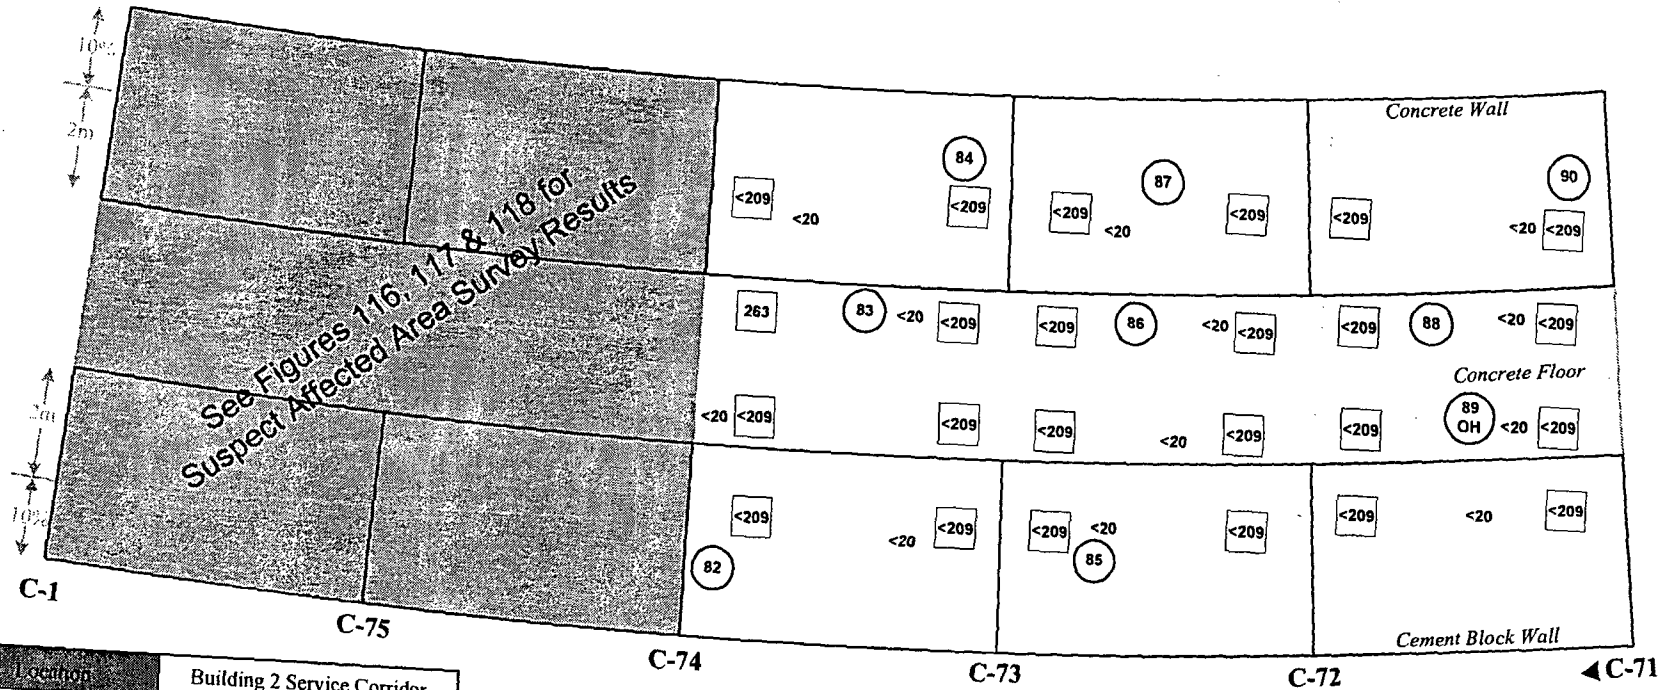 10%
2m
Concrete Wall
84
87
90
<209
<20
<209
<209
<20
<209
<209
<20
<209
See Figures 116, 117 & 118 for
Suspect Affected Area Survey Results
263
83
<20
<209
<209
86
<20
<209
<209
88
<20
<209
Concrete Floor
2m
<20
<209
<209
<209
<20
<209
<209
89
OH
<20
<209
10%
<209
<20
<209
<209
<20
<209
<209
<20
<209
82
85
Cement Block Wall
C-1
C-75
C-74
C-73
C-72
◄C-71
Location
Building 2 Service Corridor